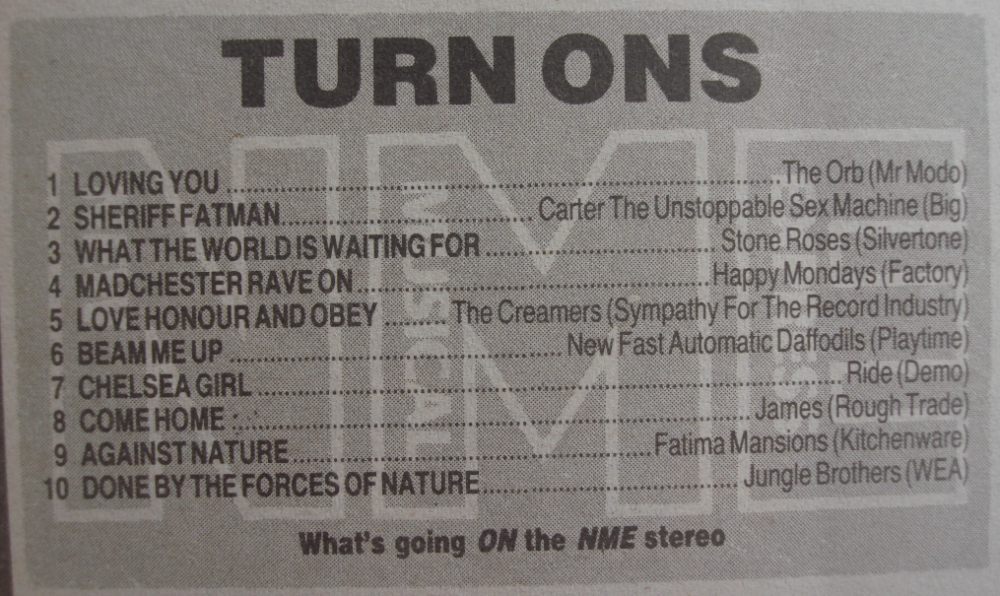 TURN ONS
1 LOVING YOU ........ The Orb (Mr Modo)
2 SHERIFF FATMAN ........ Carter The Unstoppable Sex Machine (Big)
3 WHAT THE WORLD IS WAITING FOR ........ Stone Roses (Silvertone)
4 MADCHESTER RAVE ON ........ Happy Mondays (Factory)
5 LOVE HONOUR AND OBEY ........ The Creamers (Sympathy For The Record Industry)
6 BEAM ME UP ........ New Fast Automatic Daffodils (Playtime)
7 CHELSEA GIRL ........ Ride (Demo)
8 COME HOME ........ James (Rough Trade)
9 AGAINST NATURE ........ Fatima Mansions (Kitchenware)
10 DONE BY THE FORCES OF NATURE ........ Jungle Brothers (WEA)
What's going ON the NME stereo
NME
MUSICAL